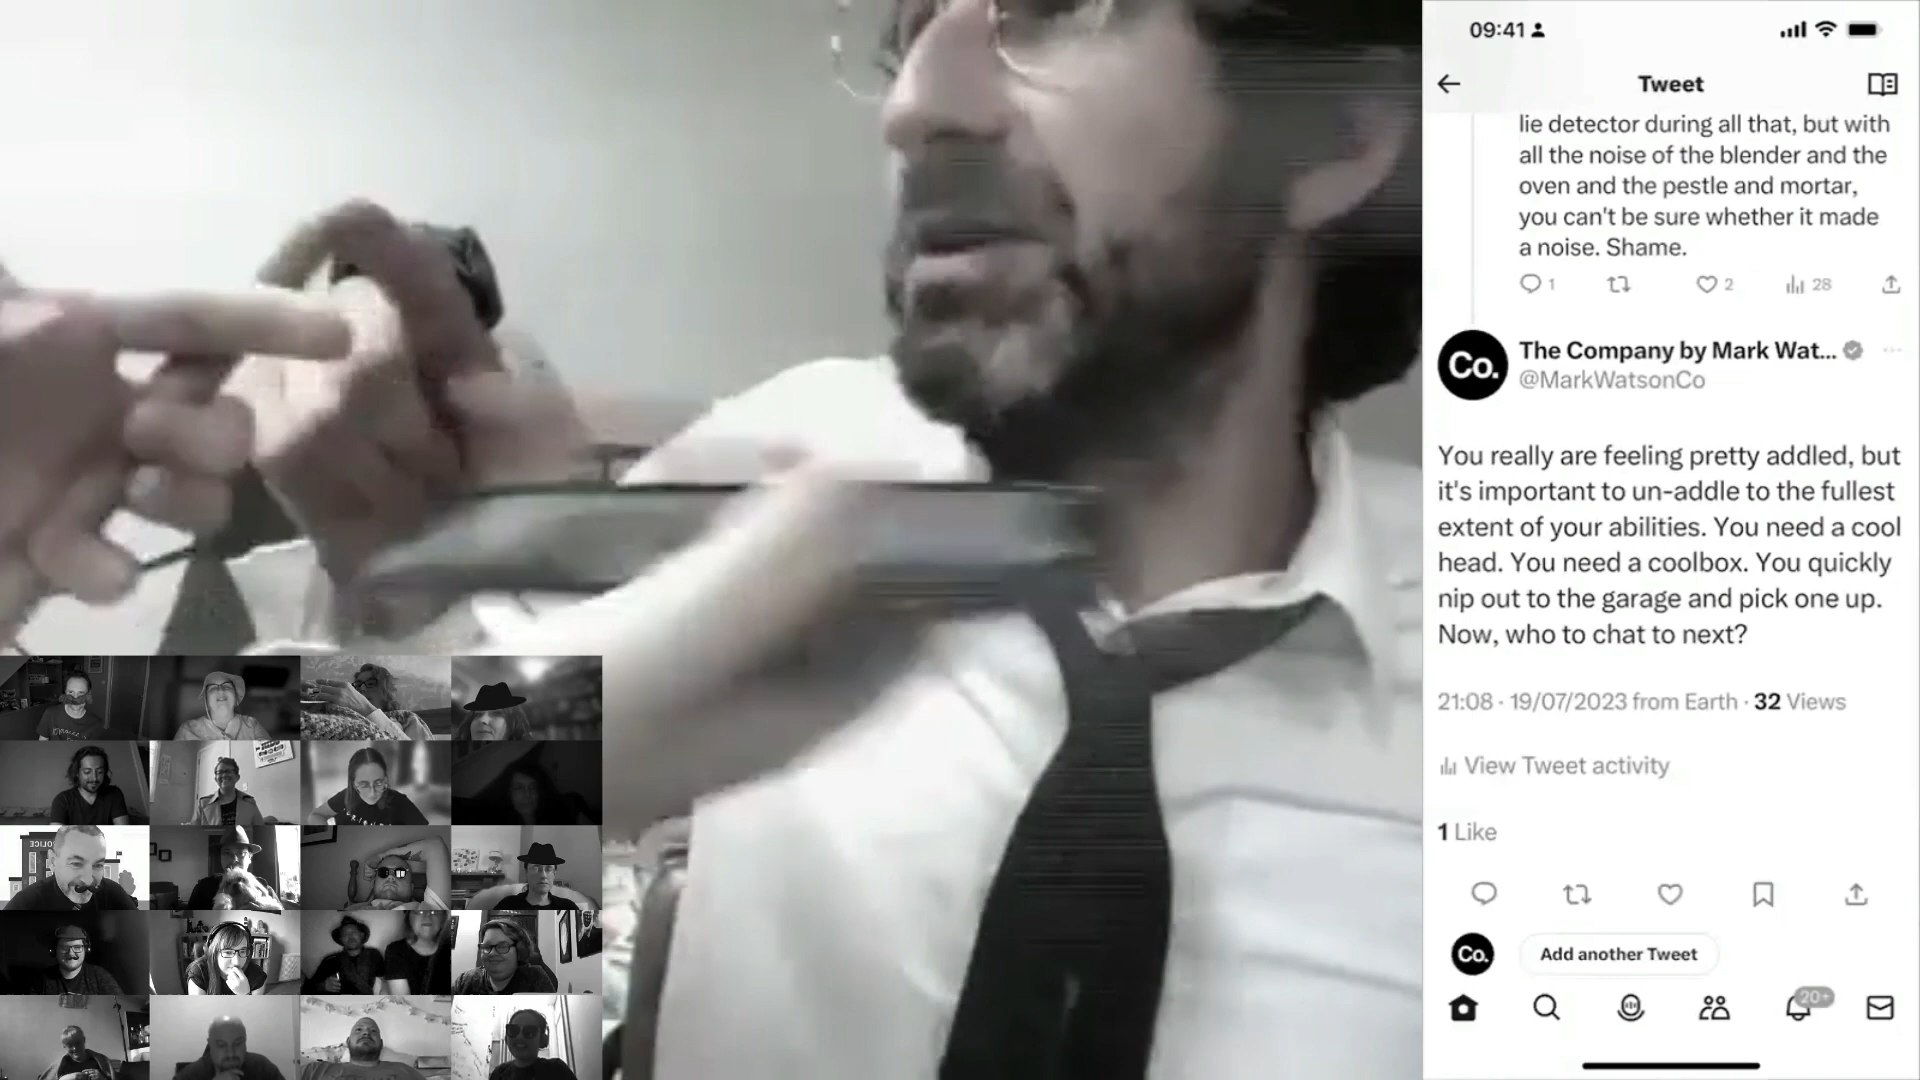 09:41
Tweet
lie detector during all that, but with
all the noise of the blender and the
oven and the pestle and mortar,
you can't be sure whether it made
a noise. Shame.
1
2
28
Co.
The Company by Mark Wat...
@MarkWatsonCo
You really are feeling pretty addled, but
it's important to un-addle to the fullest
extent of your abilities. You need a cool
head. You need a coolbox. You quickly
nip out to the garage and pick one up.
Now, who to chat to next?
21:08 · 19/07/2023 from Earth · 32 Views
View Tweet activity
1 Like
Co.
Add another Tweet
20+
POLICE